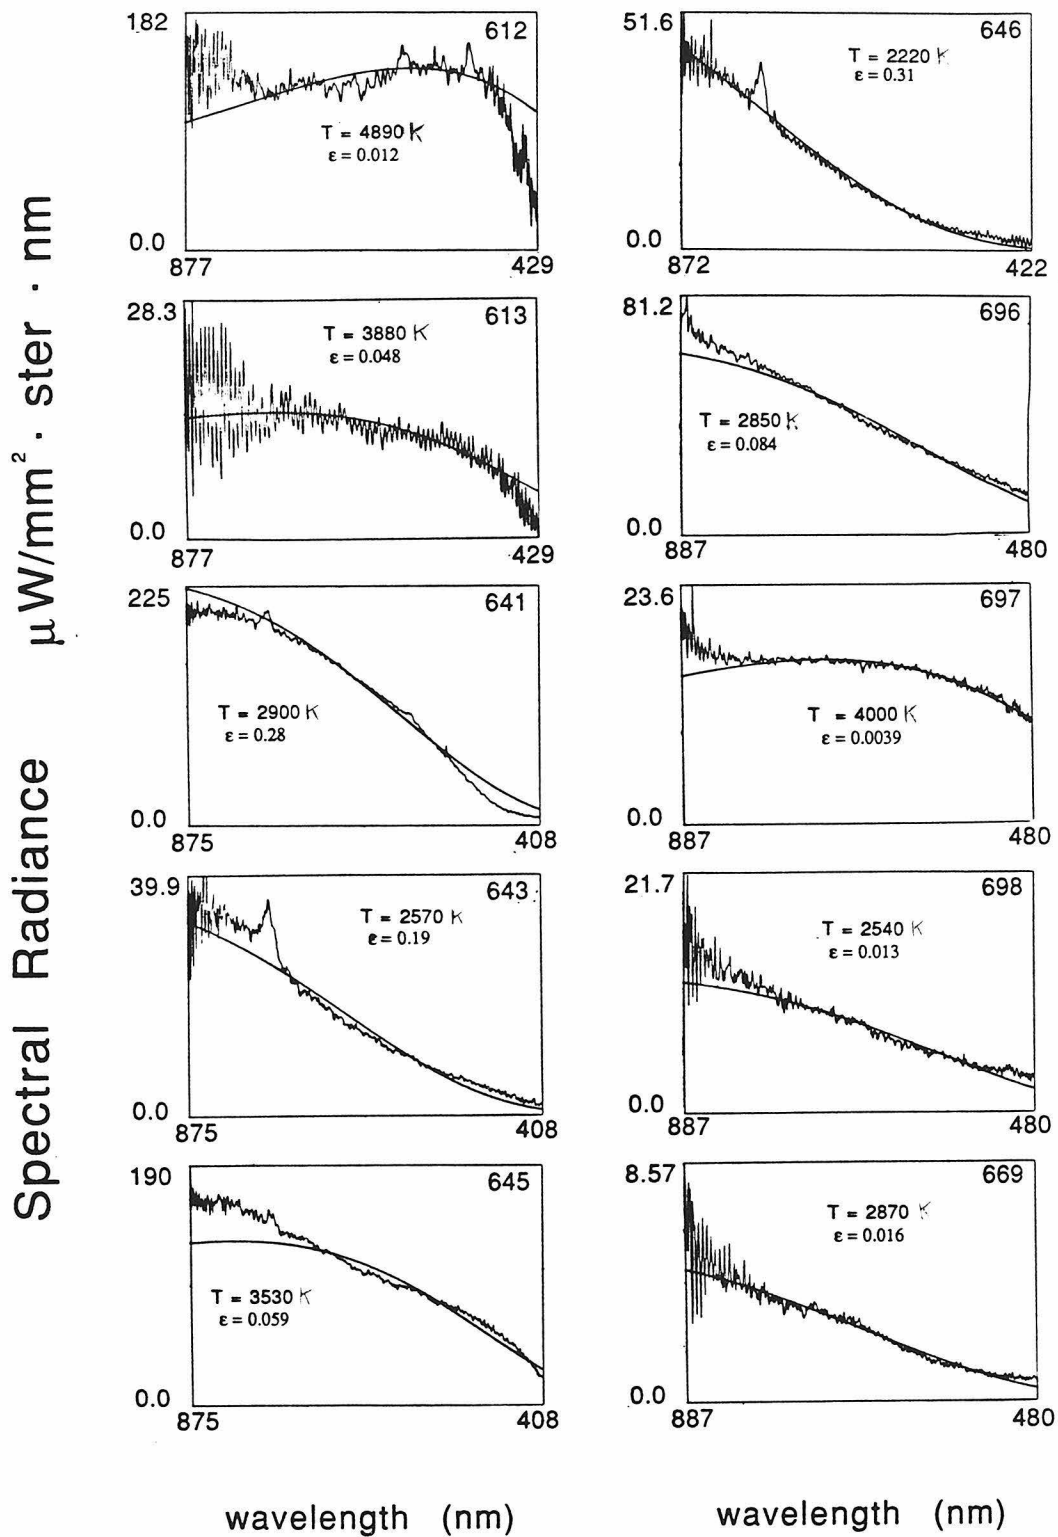 Spectral Radiance µW/mm². ster · nm
182
612
T = 4890 K
ε = 0.012
0.0
877
429
28.3
613
T = 3880 K
ε = 0.048
0.0
877
429
225
641
T = 2900 K
ε = 0.28
0.0
875
408
39.9
643
T = 2570 K
ε = 0.19
0.0
875
408
190
645
T = 3530 K
ε = 0.059
0.0
875
408
wavelength (nm)
51.6
646
T = 2220 K
ε = 0.31
0.0
872
422
81.2
696
T = 2850 K
ε = 0.084
0.0
887
480
23.6
697
T = 4000 K
ε = 0.0039
0.0
887
480
21.7
698
T = 2540 K
ε = 0.013
0.0
887
480
8.57
669
T = 2870 K
ε = 0.016
0.0
887
480
wavelength (nm)